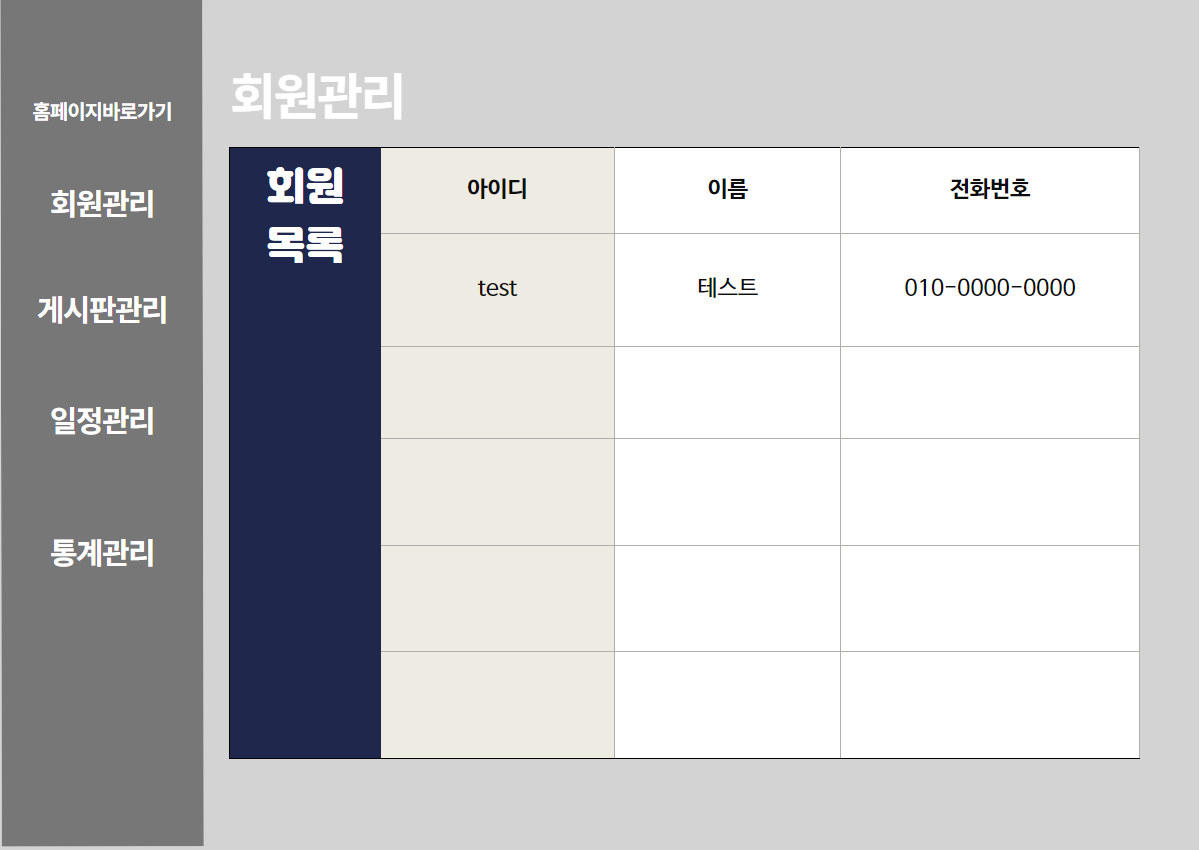 홈페이지바로가기
회원관리
게시판관리
일정관리
통계관리
회원관리
회원
목록
아이디 이름 전화번호
test 테스트 010-0000-0000